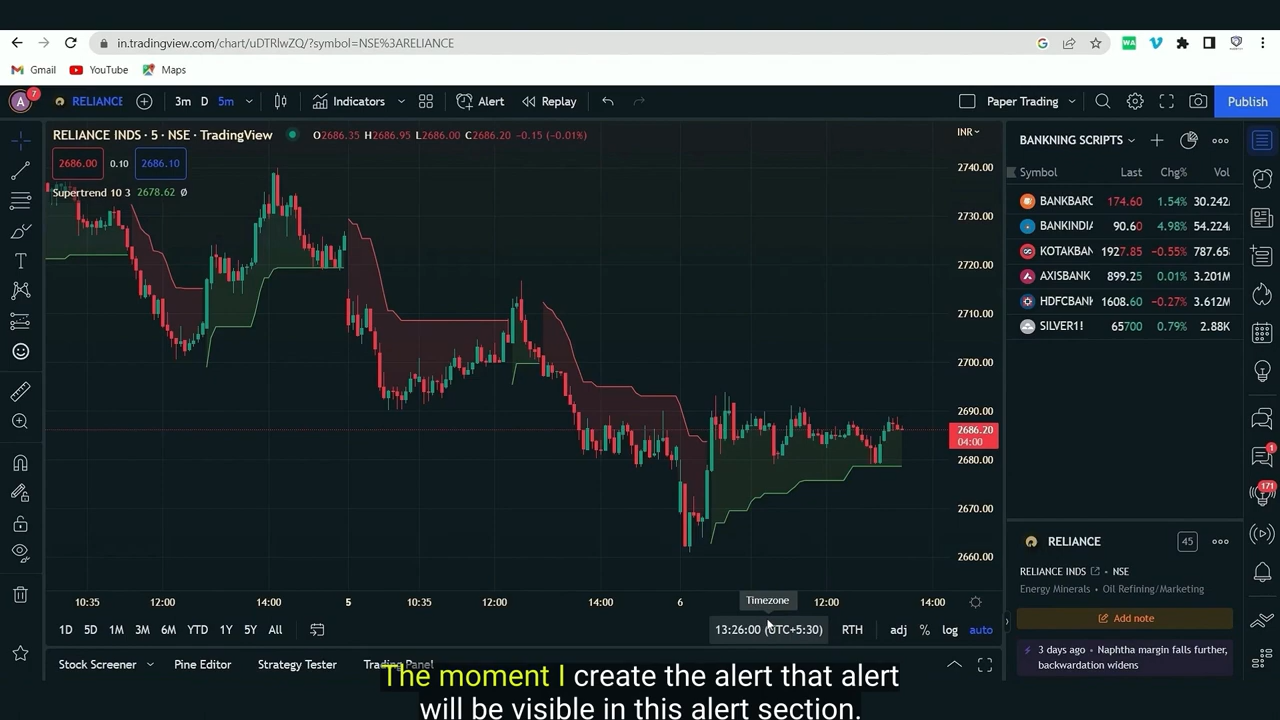 in.tradingview.com/chart/uDTRlwZQ/?symbol=NSE%3ARELIANCE
Gmail YouTube Maps
A 7 RELIANCE 3m D 5m Indicators Alert Replay Paper Trading Publish
RELIANCE INDS · 5 · NSE · TradingView O2686.35 H2686.95 L2686.00 C2686.20 -0.15 (-0.01%) INR
2686.00 0.10 2686.10
Supertrend 10 3 2678.62 Ø
2740.00
2730.00
2720.00
2710.00
2700.00
2690.00
2686.20
04:00
2680.00
2670.00
2660.00
BANKNING SCRIPTS
Symbol Last Chg% Vol
BANKBARC 174.60 1.54% 30.242
BANKINDIA 90.60 4.98% 54.224
KOTAKBAN 1927.85 -0.55% 787.65
AXISBANK 899.25 0.01% 3.201M
HDFCBANK 1608.60 -0.27% 3.612M
SILVER1! 65700 0.79% 2.88K
1
171
RELIANCE 45
RELIANCE INDS · NSE
Energy Minerals · Oil Refining/Marketing
Add note
3 days ago · Naphtha margin falls further,
backwardation widens
10:35 12:00 14:00 5 10:35 12:00 14:00 6 12:00 14:00
Timezone
1D 5D 1M 3M 6M YTD 1Y 5Y All 13:26:00 (UTC+5:30) RTH adj % log auto
Stock Screener Pine Editor Strategy Tester Trading Panel
The moment I create the alert that alert
will be visible in this alert section.